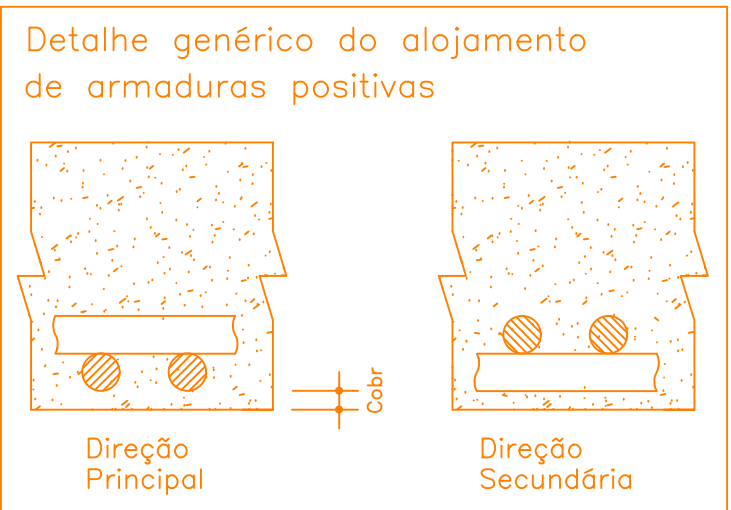 Detalhe genérico do alojamento
de armaduras positivas
Cobr
Direção
Principal
Direção
Secundária